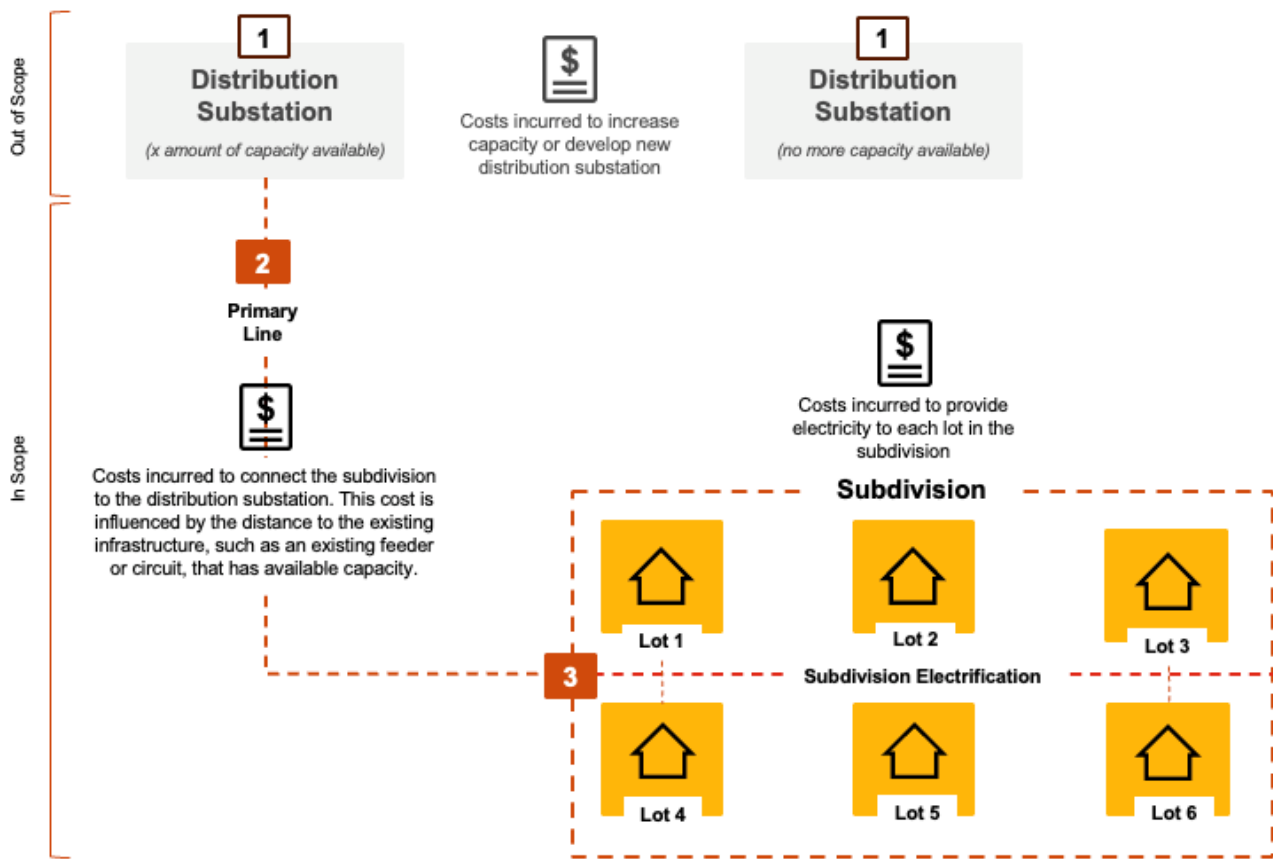 Out of Scope
1
Distribution
Substation
(x amount of capacity available)
$
Costs incurred to increase
capacity or develop new
distribution substation
1
Distribution
Substation
(no more capacity available)
In Scope
2
Primary
Line
$
Costs incurred to connect the subdivision
to the distribution substation. This cost is
influenced by the distance to the existing
infrastructure, such as an existing feeder
or circuit, that has available capacity.
$
Costs incurred to provide
electricity to each lot in the
subdivision
Subdivision
Lot 1
Lot 2
Lot 3
3
Subdivision Electrification
Lot 4
Lot 5
Lot 6